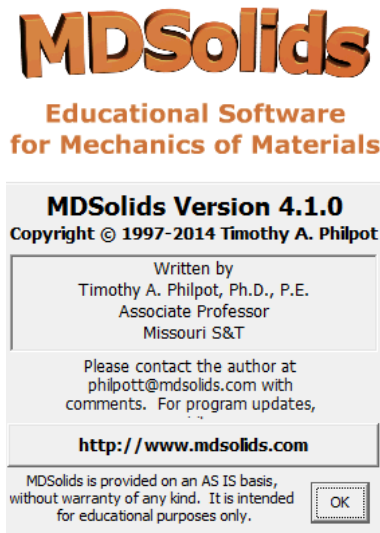 MDSolids
Educational Software
for Mechanics of Materials
MDSolids Version 4.1.0
Copyright © 1997-2014 Timothy A. Philpot
Written by
Timothy A. Philpot, Ph.D., P.E.
Associate Professor
Missouri S&T
Please contact the author at
philpott@mdsolids.com with
comments.  For program updates,
http://www.mdsolids.com
MDSolids is provided on an AS IS basis,
without warranty of any kind.  It is intended
for educational purposes only.
OK